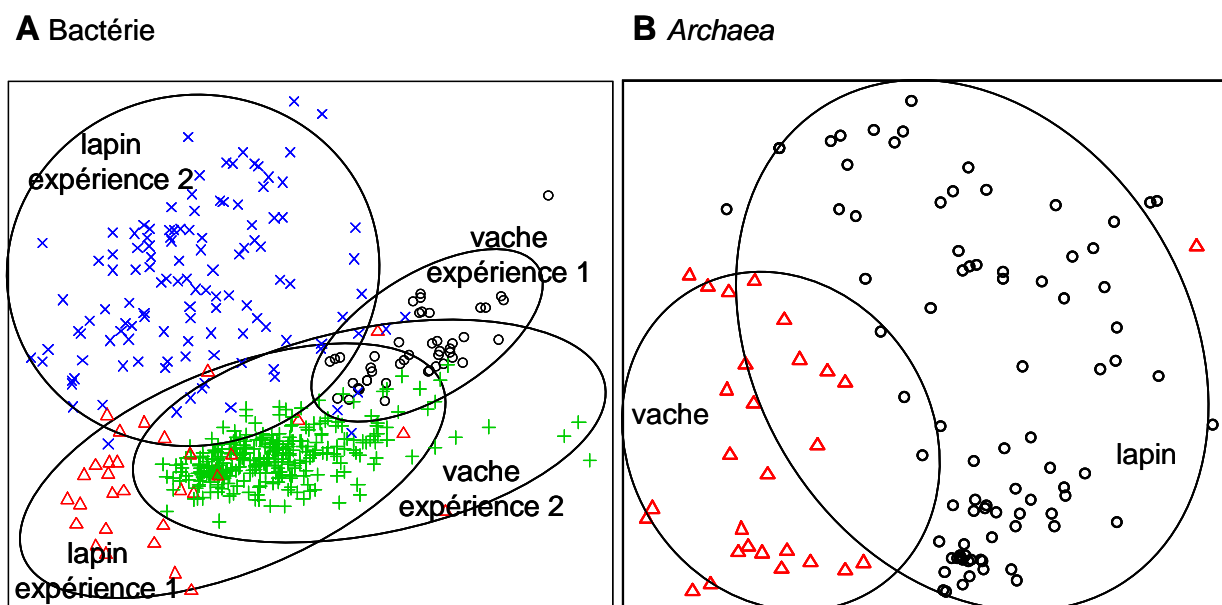 A Bactérie
B Archaea
lapin
expérience 2
vache
expérience 1
vache
expérience 2
lapin
expérience 1
vache
lapin